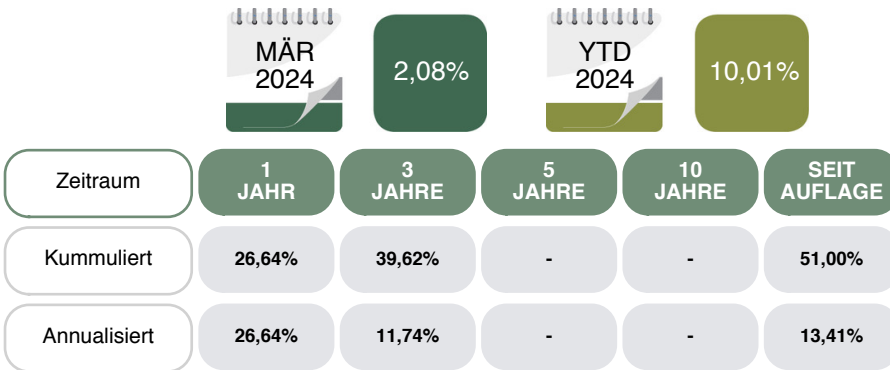 MÄR
2024
2,08%
YTD
2024
10,01%
Zeitraum
1
JAHR
3
JAHRE
5
JAHRE
10
JAHRE
SEIT
AUFLAGE
Kummuliert 26,64% 39,62% - - 51,00%
Annualisiert 26,64% 11,74% - - 13,41%